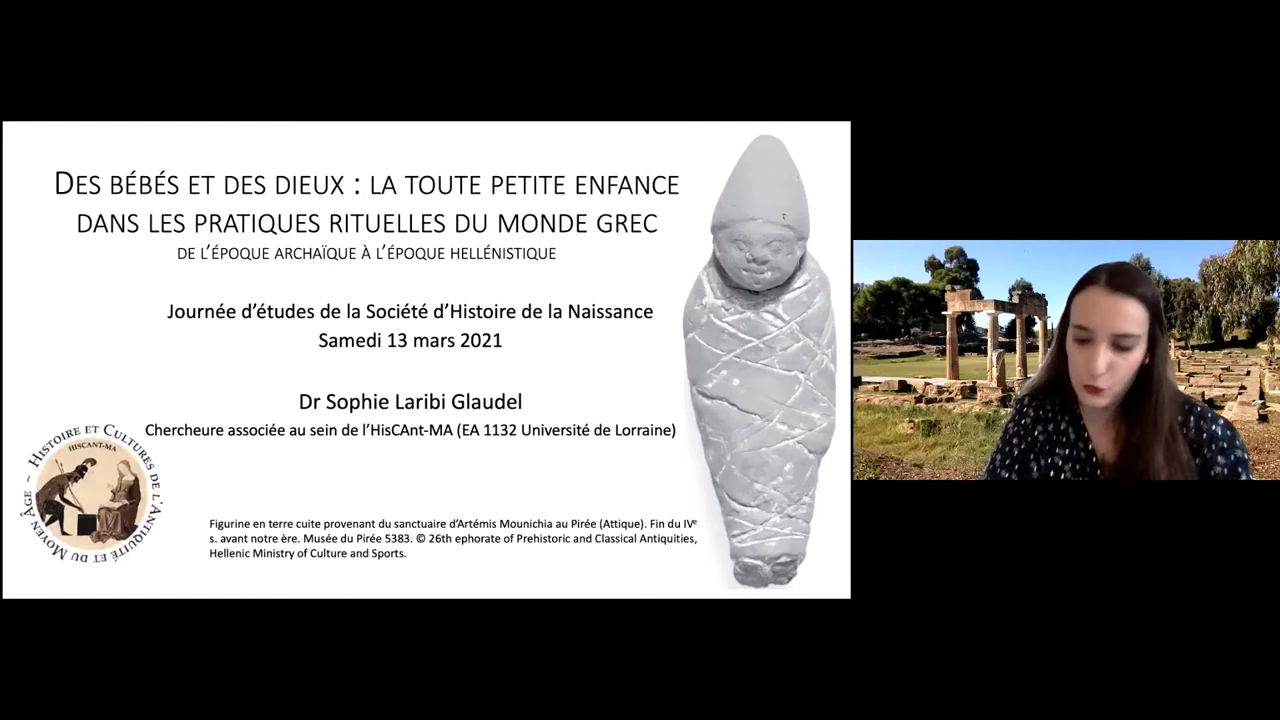 DES BÉBÉS ET DES DIEUX : LA TOUTE PETITE ENFANCE
DANS LES PRATIQUES RITUELLES DU MONDE GREC
DE L'ÉPOQUE ARCHAÏQUE À L'ÉPOQUE HELLÉNISTIQUE
Journée d'études de la Société d'Histoire de la Naissance
Samedi 13 mars 2021
Dr Sophie Laribi Glaudel
Chercheure associée au sein de l'HisCAnt-MA (EA 1132 Université de Lorraine)
HISTOIRE ET CULTURES DE L'ANTIQUITÉ ET DU MOYEN ÂGE –
HISCANT-MA
Figurine en terre cuite provenant du sanctuaire d'Artémis Mounichia au Pirée (Attique). Fin du IVe
s. avant notre ère. Musée du Pirée 5383. © 26th ephorate of Prehistoric and Classical Antiquities,
Hellenic Ministry of Culture and Sports.